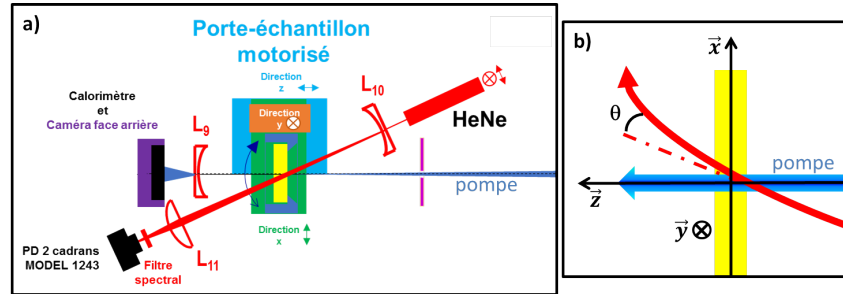 a)
Porte-échantillon
motorisé
Direction
z
Calorimètre
et
Caméra face arrière
L9
Direction
y
L10
HeNe
pompe
PD 2 cadrans
MODEL 1243
Filtre
spectral
L11
Direction
x
b)
x
θ
pompe
z
y